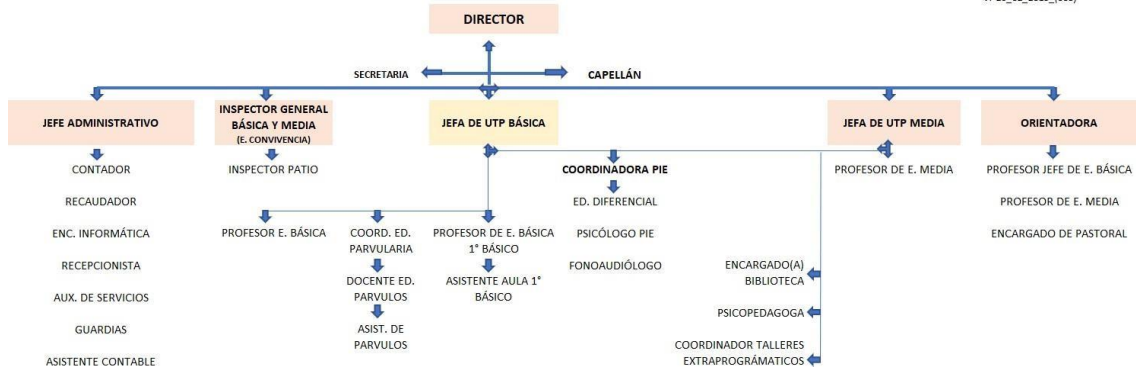 DIRECTOR
SECRETARIA
CAPELLÁN
JEFE ADMINISTRATIVO
INSPECTOR GENERAL
BÁSICA Y MEDIA
(E. CONVIVENCIA)
JEFA DE UTP BÁSICA
JEFA DE UTP MEDIA
ORIENTADORA
CONTADOR
RECAUDADOR
ENC. INFORMÁTICA
RECEPCIONISTA
AUX. DE SERVICIOS
GUARDIAS
ASISTENTE CONTABLE
INSPECTOR PATIO
PROFESOR E. BÁSICA
COORD. ED.
PARVULARIA
DOCENTE ED.
PARVULOS
ASIST. DE
PARVULOS
PROFESOR DE E. BÁSICA
1° BÁSICO
ASISTENTE AULA 1°
BÁSICO
COORDINADORA PIE
ED. DIFERENCIAL
PSICÓLOGO PIE
FONOAUDIÓLOGO
ENCARGADO(A)
BIBLIOTECA
PSICOPEDAGOGA
COORDINADOR TALLERES
EXTRAPROGRÁMATICOS
PROFESOR DE E. MEDIA
PROFESOR JEFE DE E. BÁSICA
PROFESOR DE E. MEDIA
ENCARGADO DE PASTORAL